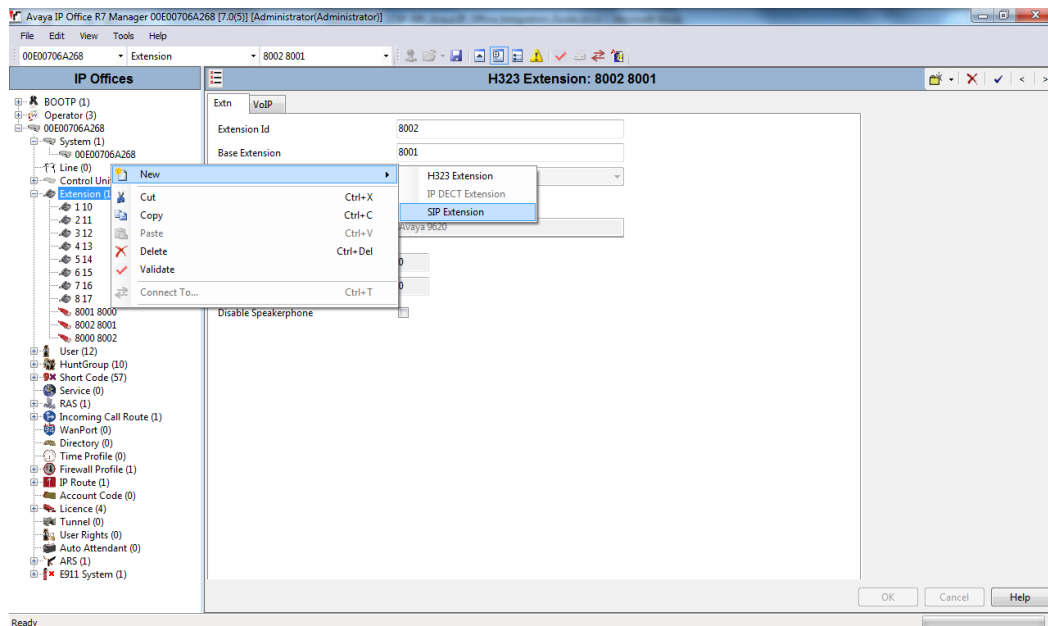 Avaya IP Office R7 Manager 00E00706A268 [7.0(5)] [Administrator(Administrator)]
File Edit View Tools Help
00E00706A268 Extension 8002 8001
IP Offices
H323 Extension: 8002 8001
BOOTP (1)
Operator (3)
00E00706A268
System (1)
00E00706A268
Line (0)
Control Uni
Extension (1
1 10
2 11
3 12
4 13
5 14
6 15
7 16
8 17
8001 8000
8002 8001
8000 8002
User (12)
HuntGroup (10)
Short Code (57)
Service (0)
RAS (1)
Incoming Call Route (1)
WanPort (0)
Directory (0)
Time Profile (0)
Firewall Profile (1)
IP Route (1)
Account Code (0)
Licence (4)
Tunnel (0)
User Rights (0)
Auto Attendant (0)
ARS (1)
E911 System (1)
New
Cut Ctrl+X
Copy Ctrl+C
Paste Ctrl+V
Delete Ctrl+Del
Validate
Connect To... Ctrl+T
H323 Extension
IP DECT Extension
SIP Extension
Extn VoIP
Extension Id 8002
Base Extension 8001
Avaya 9620
0
0
Disable Speakerphone
OK Cancel Help
Ready